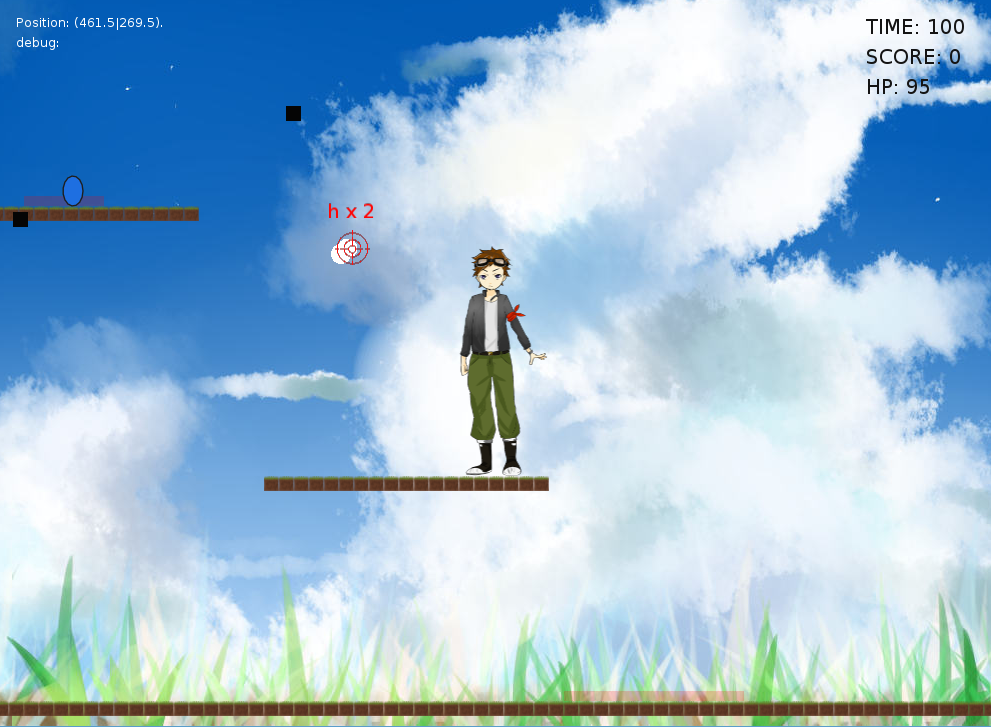 Position: (461.5|269.5).
debug:
TIME: 100
SCORE: 0
HP: 95
h x 2